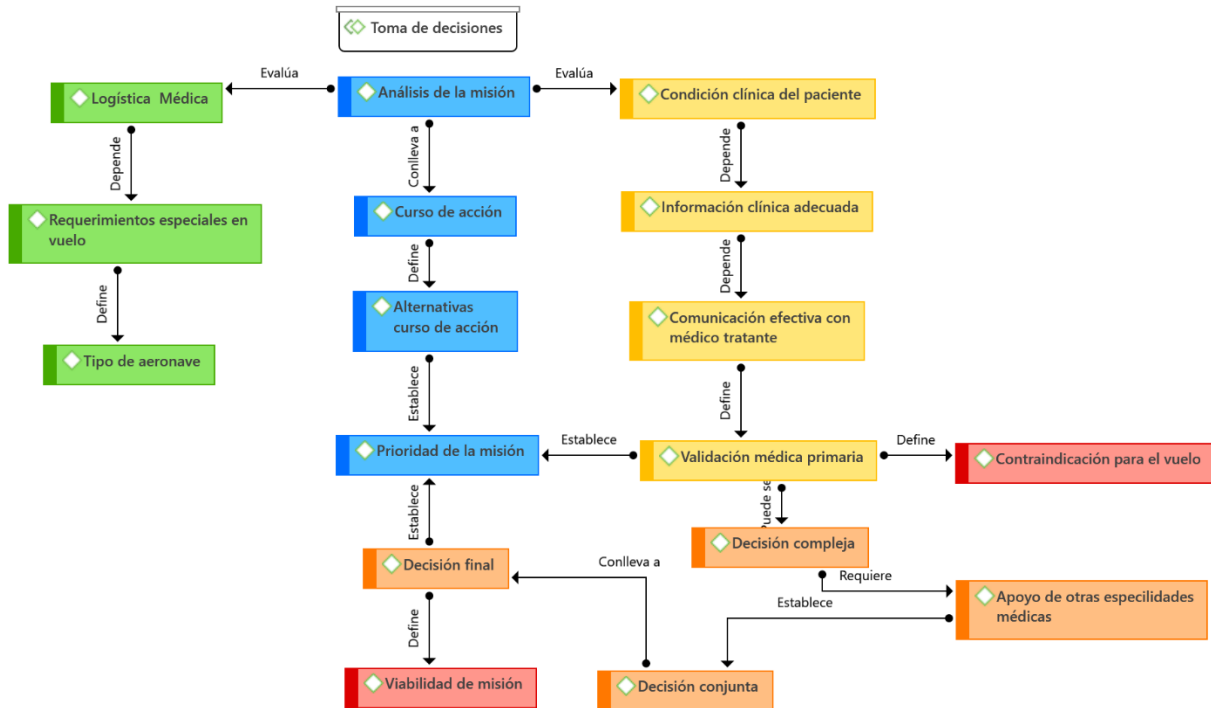 Toma de decisiones
Evalúa
Evalúa
Logística  Médica
Análisis de la misión
Condición clínica del paciente
Depende
Conlleva a
Depende
Requerimientos especiales en
vuelo
Curso de acción
Información clínica adecuada
Define
Define
Depende
Alternativas
curso de acción
Comunicación efectiva con
médico tratante
Tipo de aeronave
Establece
Define
Establece
Define
Prioridad de la misión
Validación médica primaria
Contraindicación para el vuelo
Establece
Puede se
Decisión compleja
Decisión final
Conlleva a
Requiere
Apoyo de otras especilidades
médicas
Establece
Define
Viabilidad de misión
Decisión conjunta